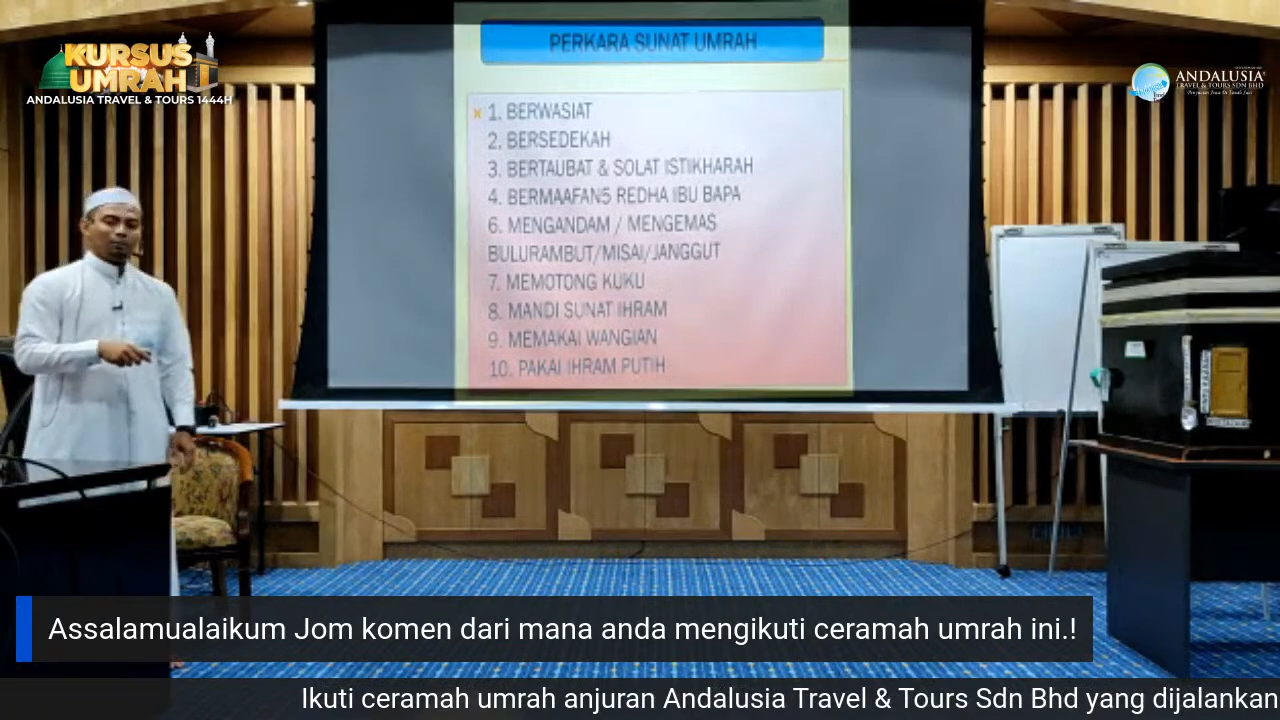 KURSUS
UMRAH
ANDALUSIA TRAVEL & TOURS 1444H
ANDALUSIA
TRAVEL & TOURS SDN BHD
PERKARA SUNAT UMRAH
1. BERWASIAT
2. BERSEDEKAH
3. BERTAUBAT & SOLAT ISTIKHARAH
4. BERMAAFAN5 REDHA IBU BAPA
6. MENGANDAM / MENGEMAS
BULURAMBUT/MISAI/JANGGUT
7. MEMOTONG KUKU
8. MANDI SUNAT IHRAM
9. MEMAKAI WANGIAN
10. PAKAI IHRAM PUTIH
Assalamualaikum Jom komen dari mana anda mengikuti ceramah umrah ini.!
Ikuti ceramah umrah anjuran Andalusia Travel & Tours Sdn Bhd yang dijalankan